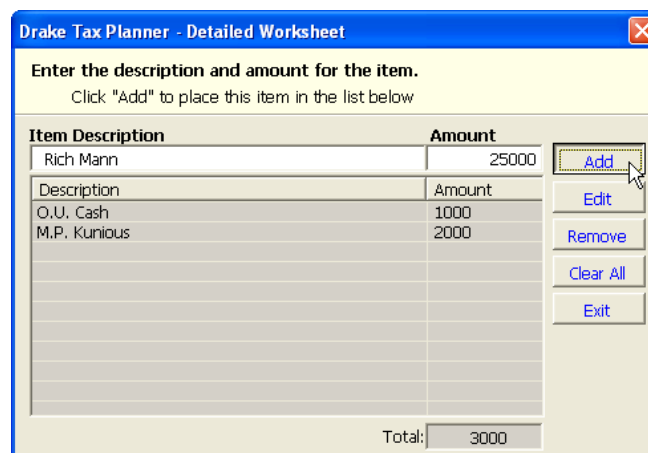 Drake Tax Planner - Detailed Worksheet
Enter the description and amount for the item.
Click "Add" to place this item in the list below
Item Description Amount
Rich Mann 25000 Add
Description Amount Edit
O.U. Cash 1000
M.P. Kunious 2000 Remove
Clear All
Exit
Total: 3000